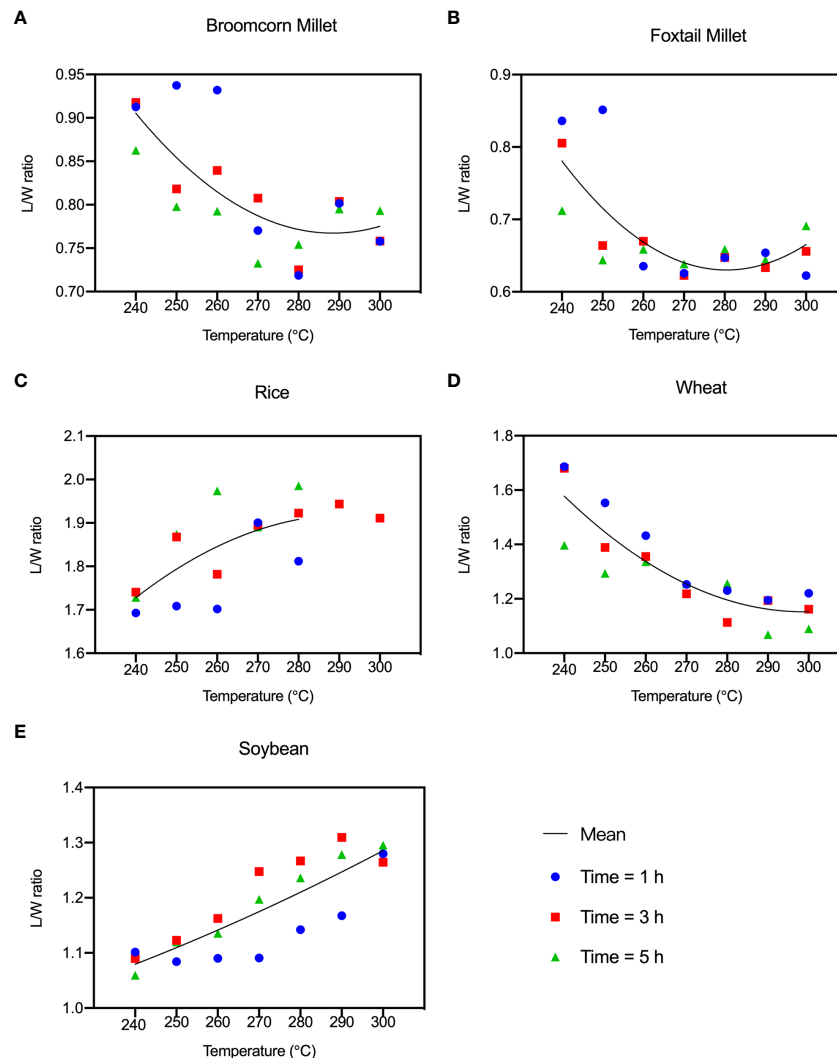 A
Broomcorn Millet
0.95
0.90
0.85
0.80
0.75
0.70
L/W ratio
240 250 260 270 280 290 300
Temperature (°C)
B
Foxtail Millet
0.9
0.8
0.7
0.6
L/W ratio
240 250 260 270 280 290 300
Temperature (°C)
C
Rice
2.1
2.0
1.9
1.8
1.7
1.6
L/W ratio
240 250 260 270 280 290 300
Temperature (°C)
D
Wheat
1.8
1.6
1.4
1.2
1.0
L/W ratio
240 250 260 270 280 290 300
Temperature (°C)
E
Soybean
1.4
1.3
1.2
1.1
1.0
L/W ratio
240 250 260 270 280 290 300
Temperature (°C)
Mean
Time = 1 h
Time = 3 h
Time = 5 h